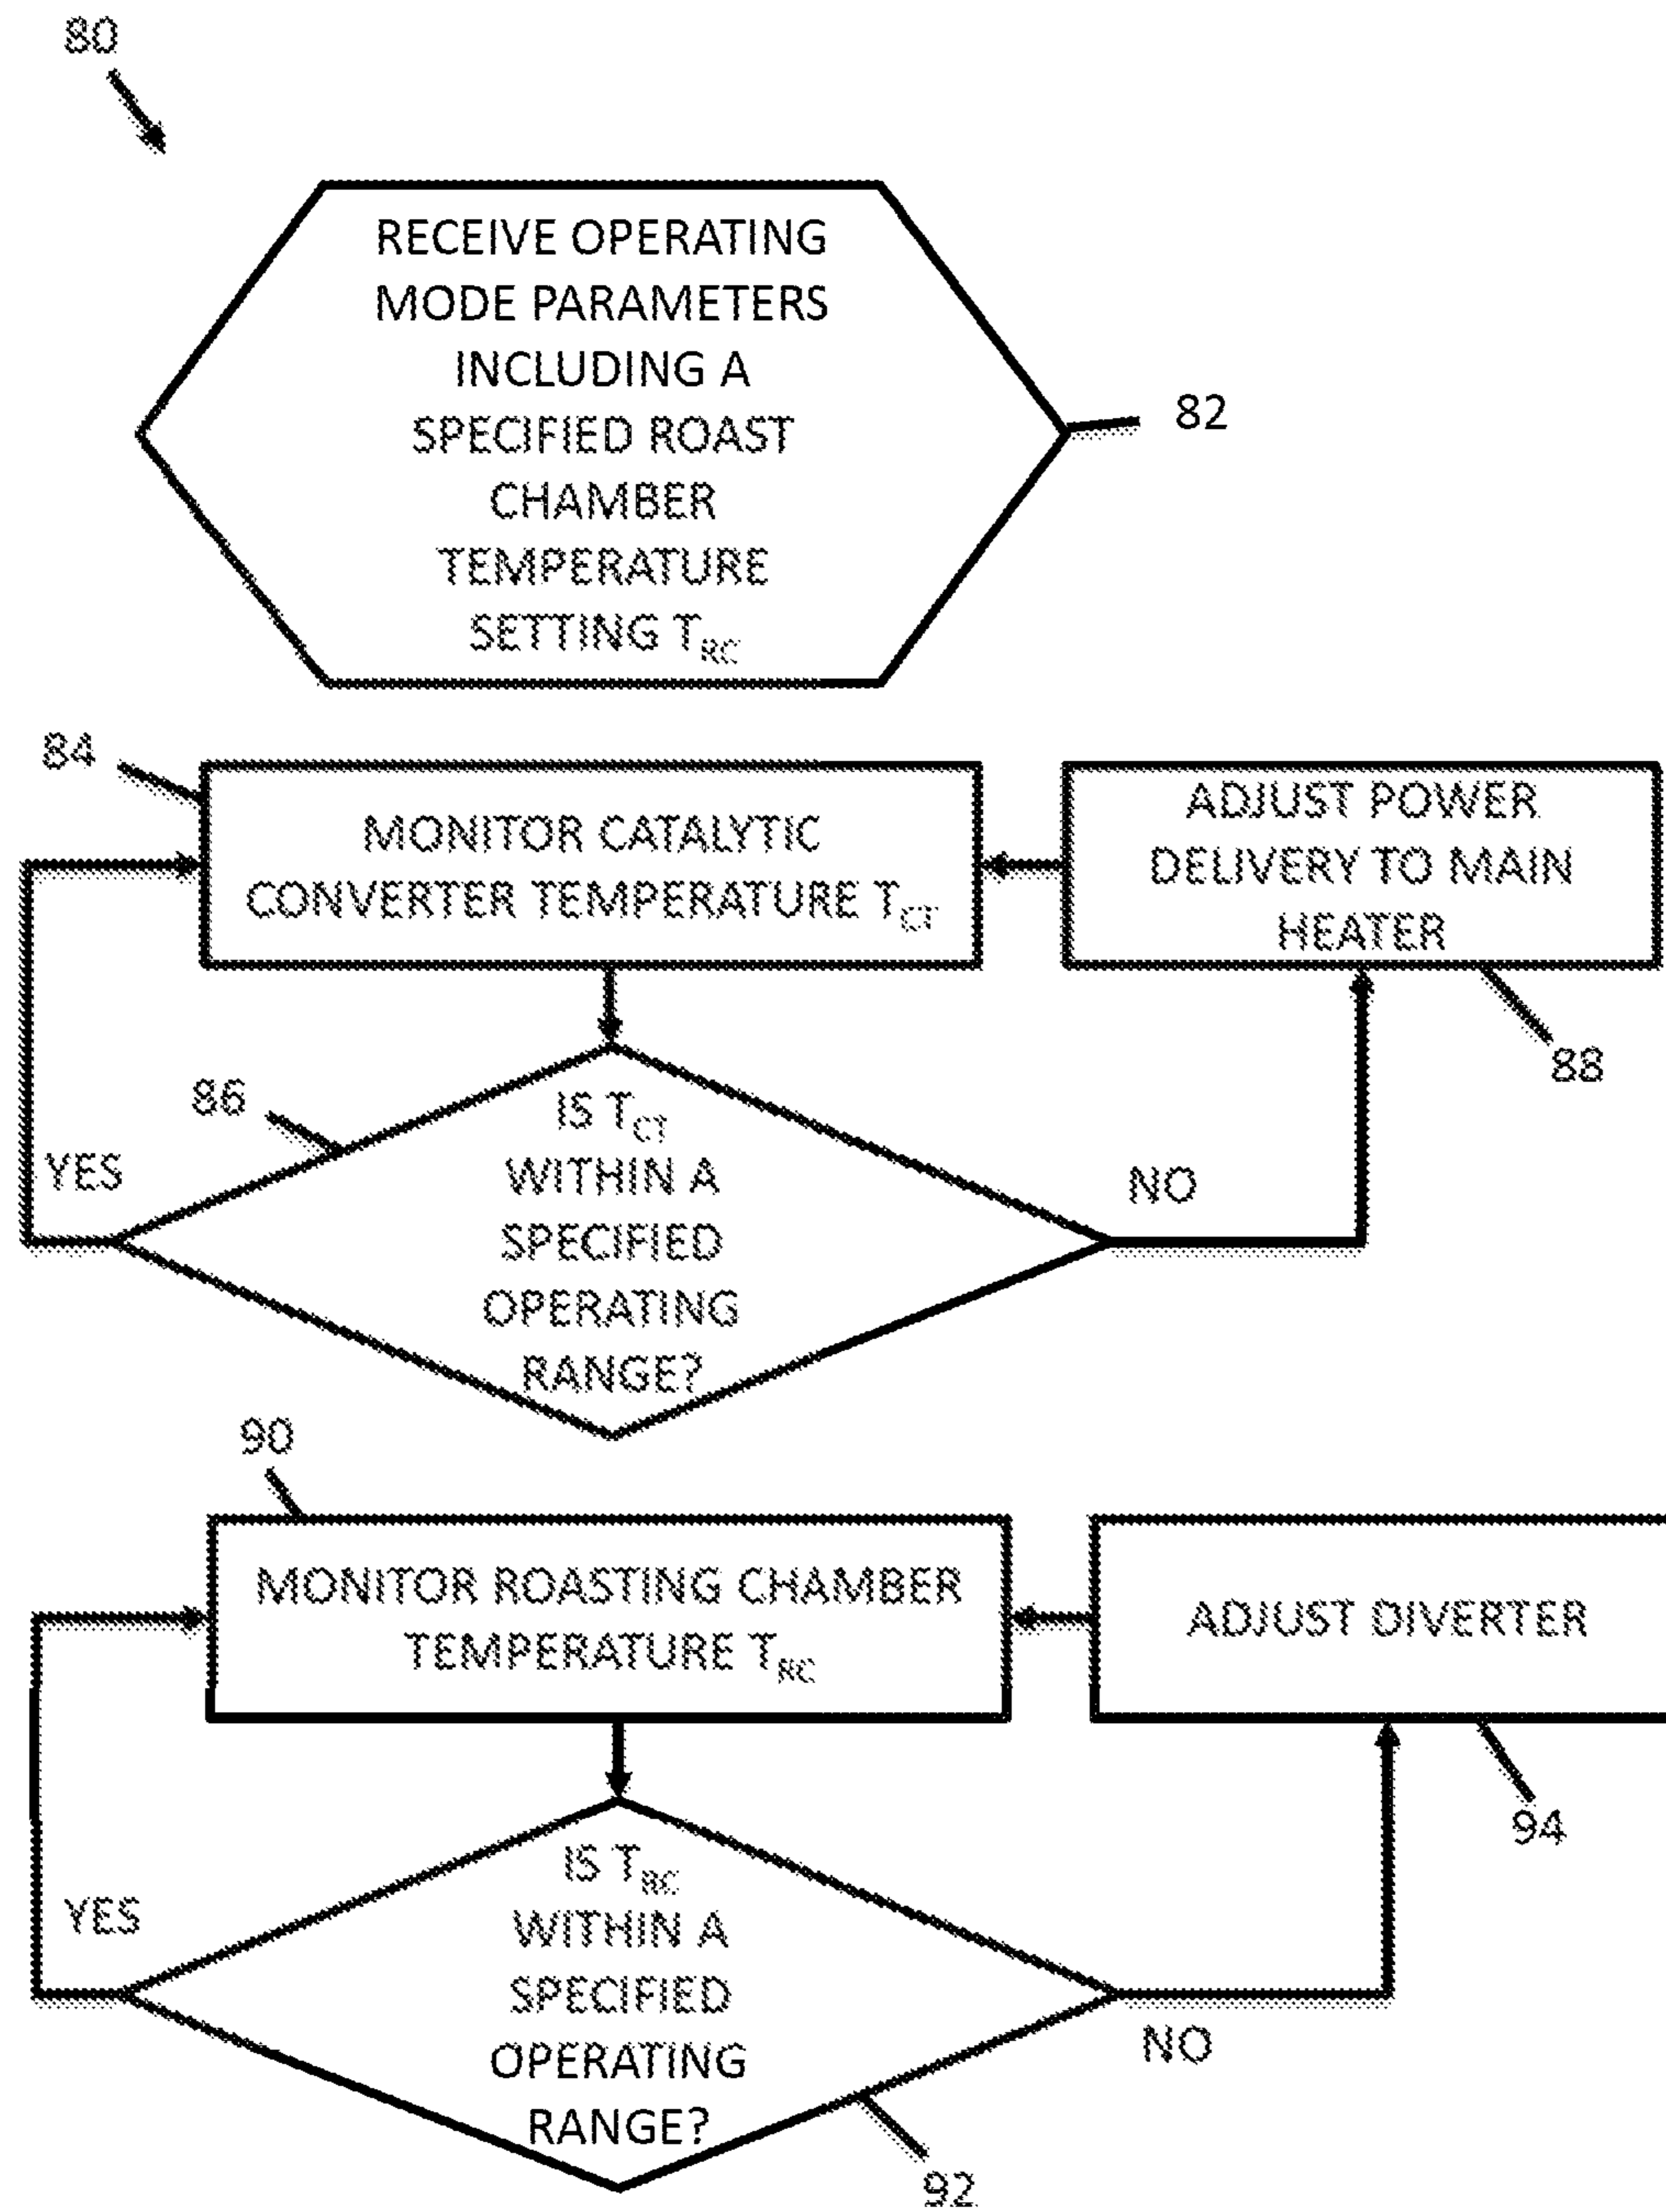 80
RECEIVE OPERATING
MODE PARAMETERS
INCLUDING A
SPECIFIED ROAST
CHAMBER
TEMPERATURE
SETTING T_RC
82
84
MONITOR CATALYTIC
CONVERTER TEMPERATURE T_CT
ADJUST POWER
DELIVERY TO MAIN
HEATER
88
86
IS T_CT
WITHIN A
SPECIFIED
OPERATING
RANGE?
YES
NO
90
MONITOR ROASTING CHAMBER
TEMPERATURE T_RC
ADJUST DIVERTER
94
IS T_RC
WITHIN A
SPECIFIED
OPERATING
RANGE?
YES
NO
92